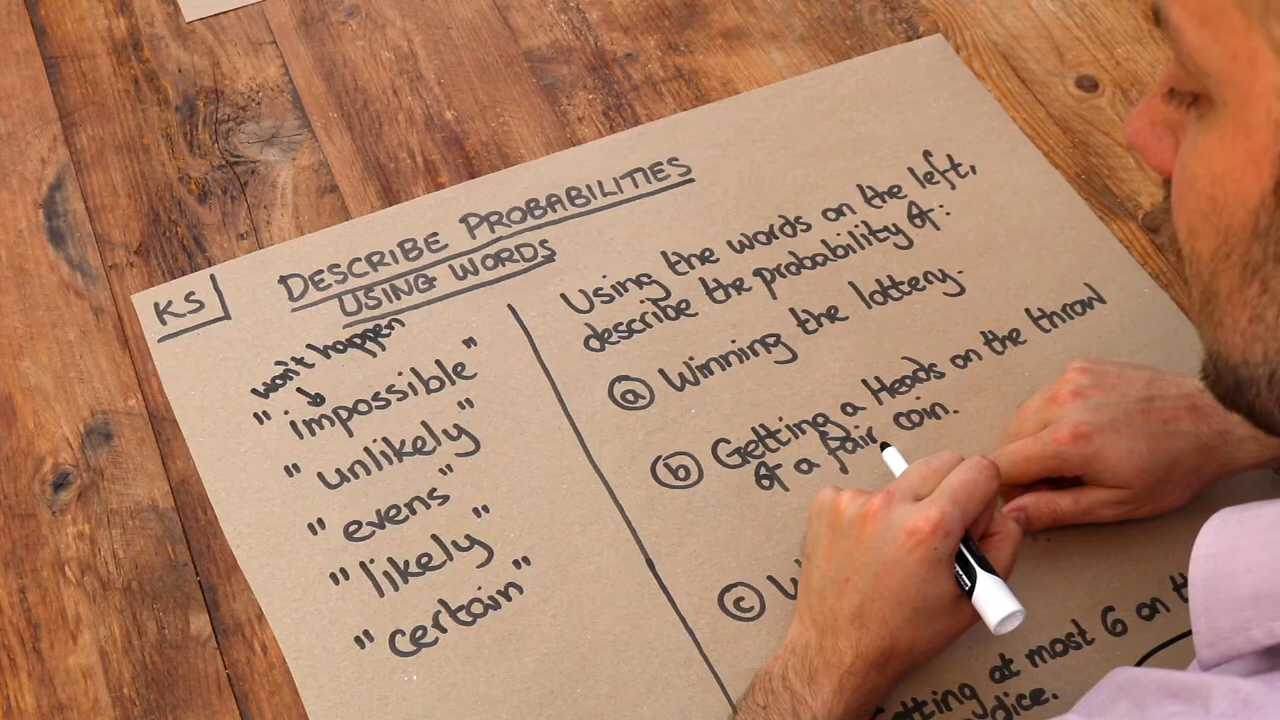 KS
DESCRIBE PROBABILITIES
USING WORDS
won't happen
"impossible"
"unlikely"
"evens"
"likely"
"certain"
Using the words on the left,
describe the probability of:
(a) Winning the lottery.
(b) Getting a Heads on the throw
of a fair coin.
(c)
at most 6 on
dice.